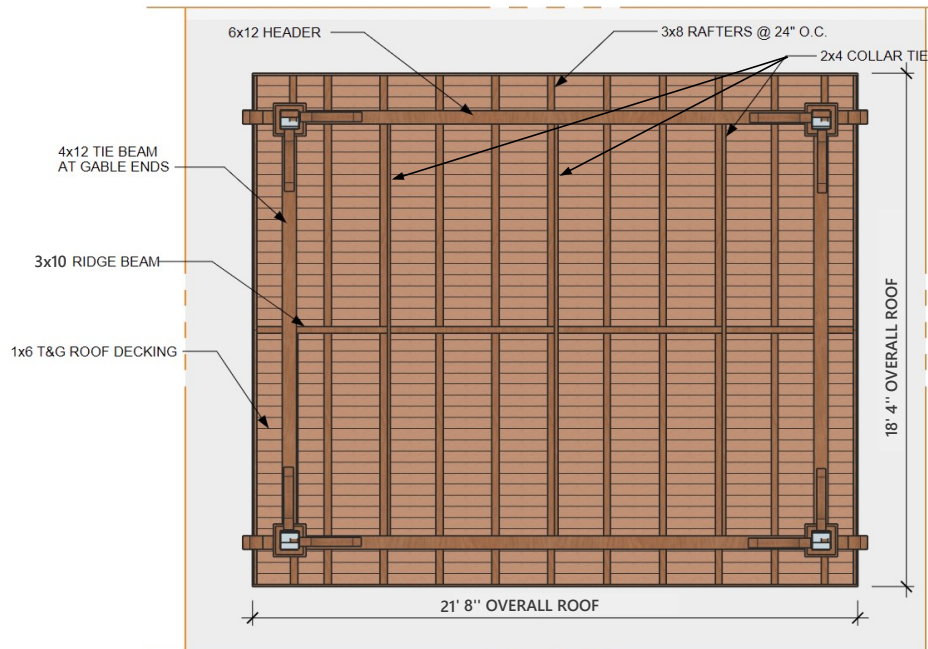 6x12 HEADER
3x8 RAFTERS @ 24" O.C.
2x4 COLLAR TIE
4x12 TIE BEAM
AT GABLE ENDS
3x10 RIDGE BEAM
1x6 T&G ROOF DECKING
18' 4'' OVERALL ROOF
21' 8'' OVERALL ROOF